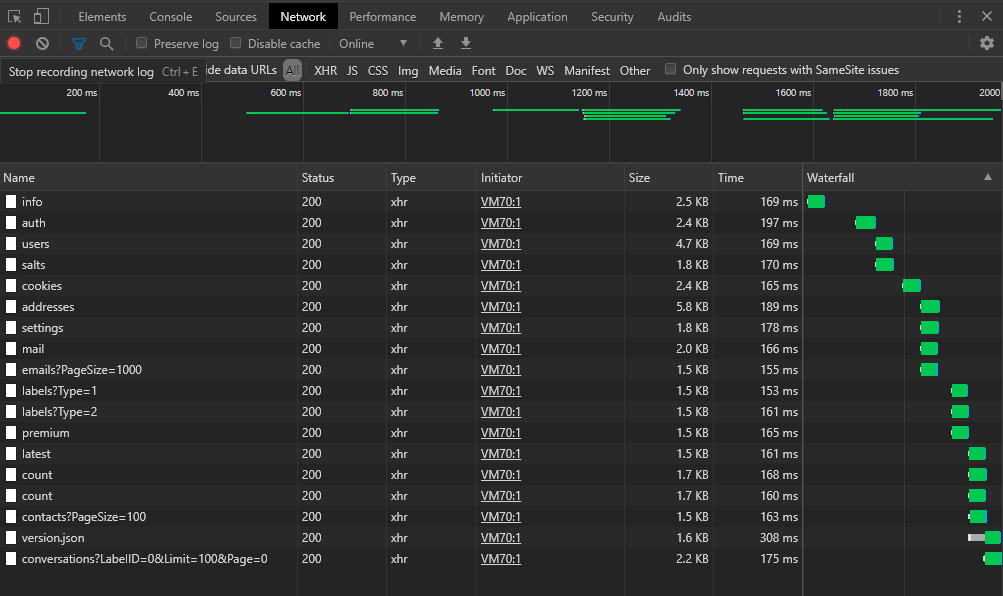 Elements Console Sources Network Performance Memory Application Security Audits
Preserve log Disable cache Online
Stop recording network log Ctrl+E ide data URLs All XHR JS CSS Img Media Font Doc WS Manifest Other Only show requests with SameSite issues
200 ms 400 ms 600 ms 800 ms 1000 ms 1200 ms 1400 ms 1600 ms 1800 ms 2000
Name Status Type Initiator Size Time Waterfall
info 200 xhr VM70:1 2.5 KB 169 ms
auth 200 xhr VM70:1 2.4 KB 197 ms
users 200 xhr VM70:1 4.7 KB 169 ms
salts 200 xhr VM70:1 1.8 KB 170 ms
cookies 200 xhr VM70:1 2.4 KB 165 ms
addresses 200 xhr VM70:1 5.8 KB 189 ms
settings 200 xhr VM70:1 1.8 KB 178 ms
mail 200 xhr VM70:1 2.0 KB 166 ms
emails?PageSize=1000 200 xhr VM70:1 1.5 KB 155 ms
labels?Type=1 200 xhr VM70:1 1.5 KB 153 ms
labels?Type=2 200 xhr VM70:1 1.5 KB 161 ms
premium 200 xhr VM70:1 1.5 KB 165 ms
latest 200 xhr VM70:1 1.5 KB 161 ms
count 200 xhr VM70:1 1.7 KB 168 ms
count 200 xhr VM70:1 1.7 KB 160 ms
contacts?PageSize=100 200 xhr VM70:1 1.5 KB 163 ms
version.json 200 xhr VM70:1 1.6 KB 308 ms
conversations?LabelID=0&Limit=100&Page=0 200 xhr VM70:1 2.2 KB 175 ms